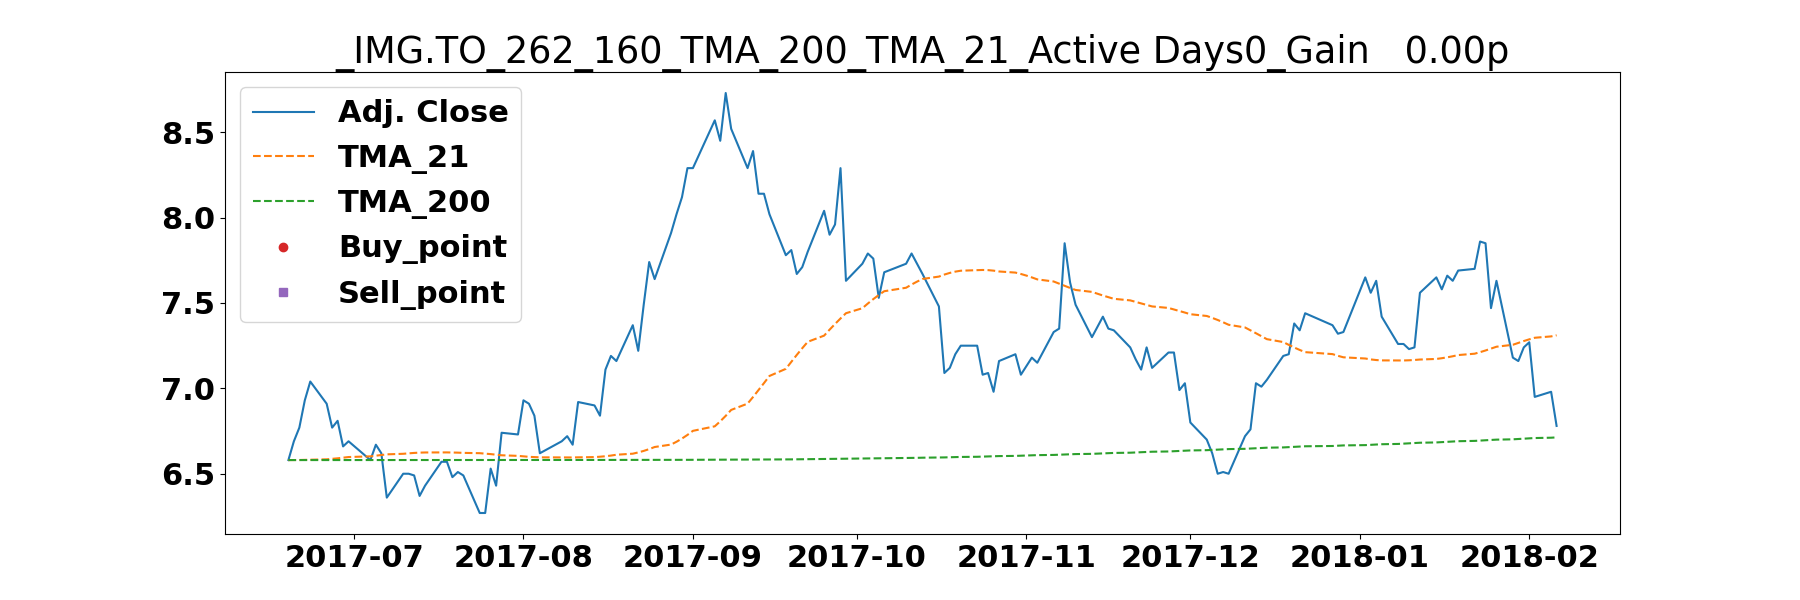 _IMG.TO_262_160_TMA_200_TMA_21_Active Days0_Gain   0.00p
Adj. Close
TMA_21
TMA_200
Buy_point
Sell_point
8.5
8.0
7.5
7.0
6.5
2017-07 2017-08 2017-09 2017-10 2017-11 2017-12 2018-01 2018-02